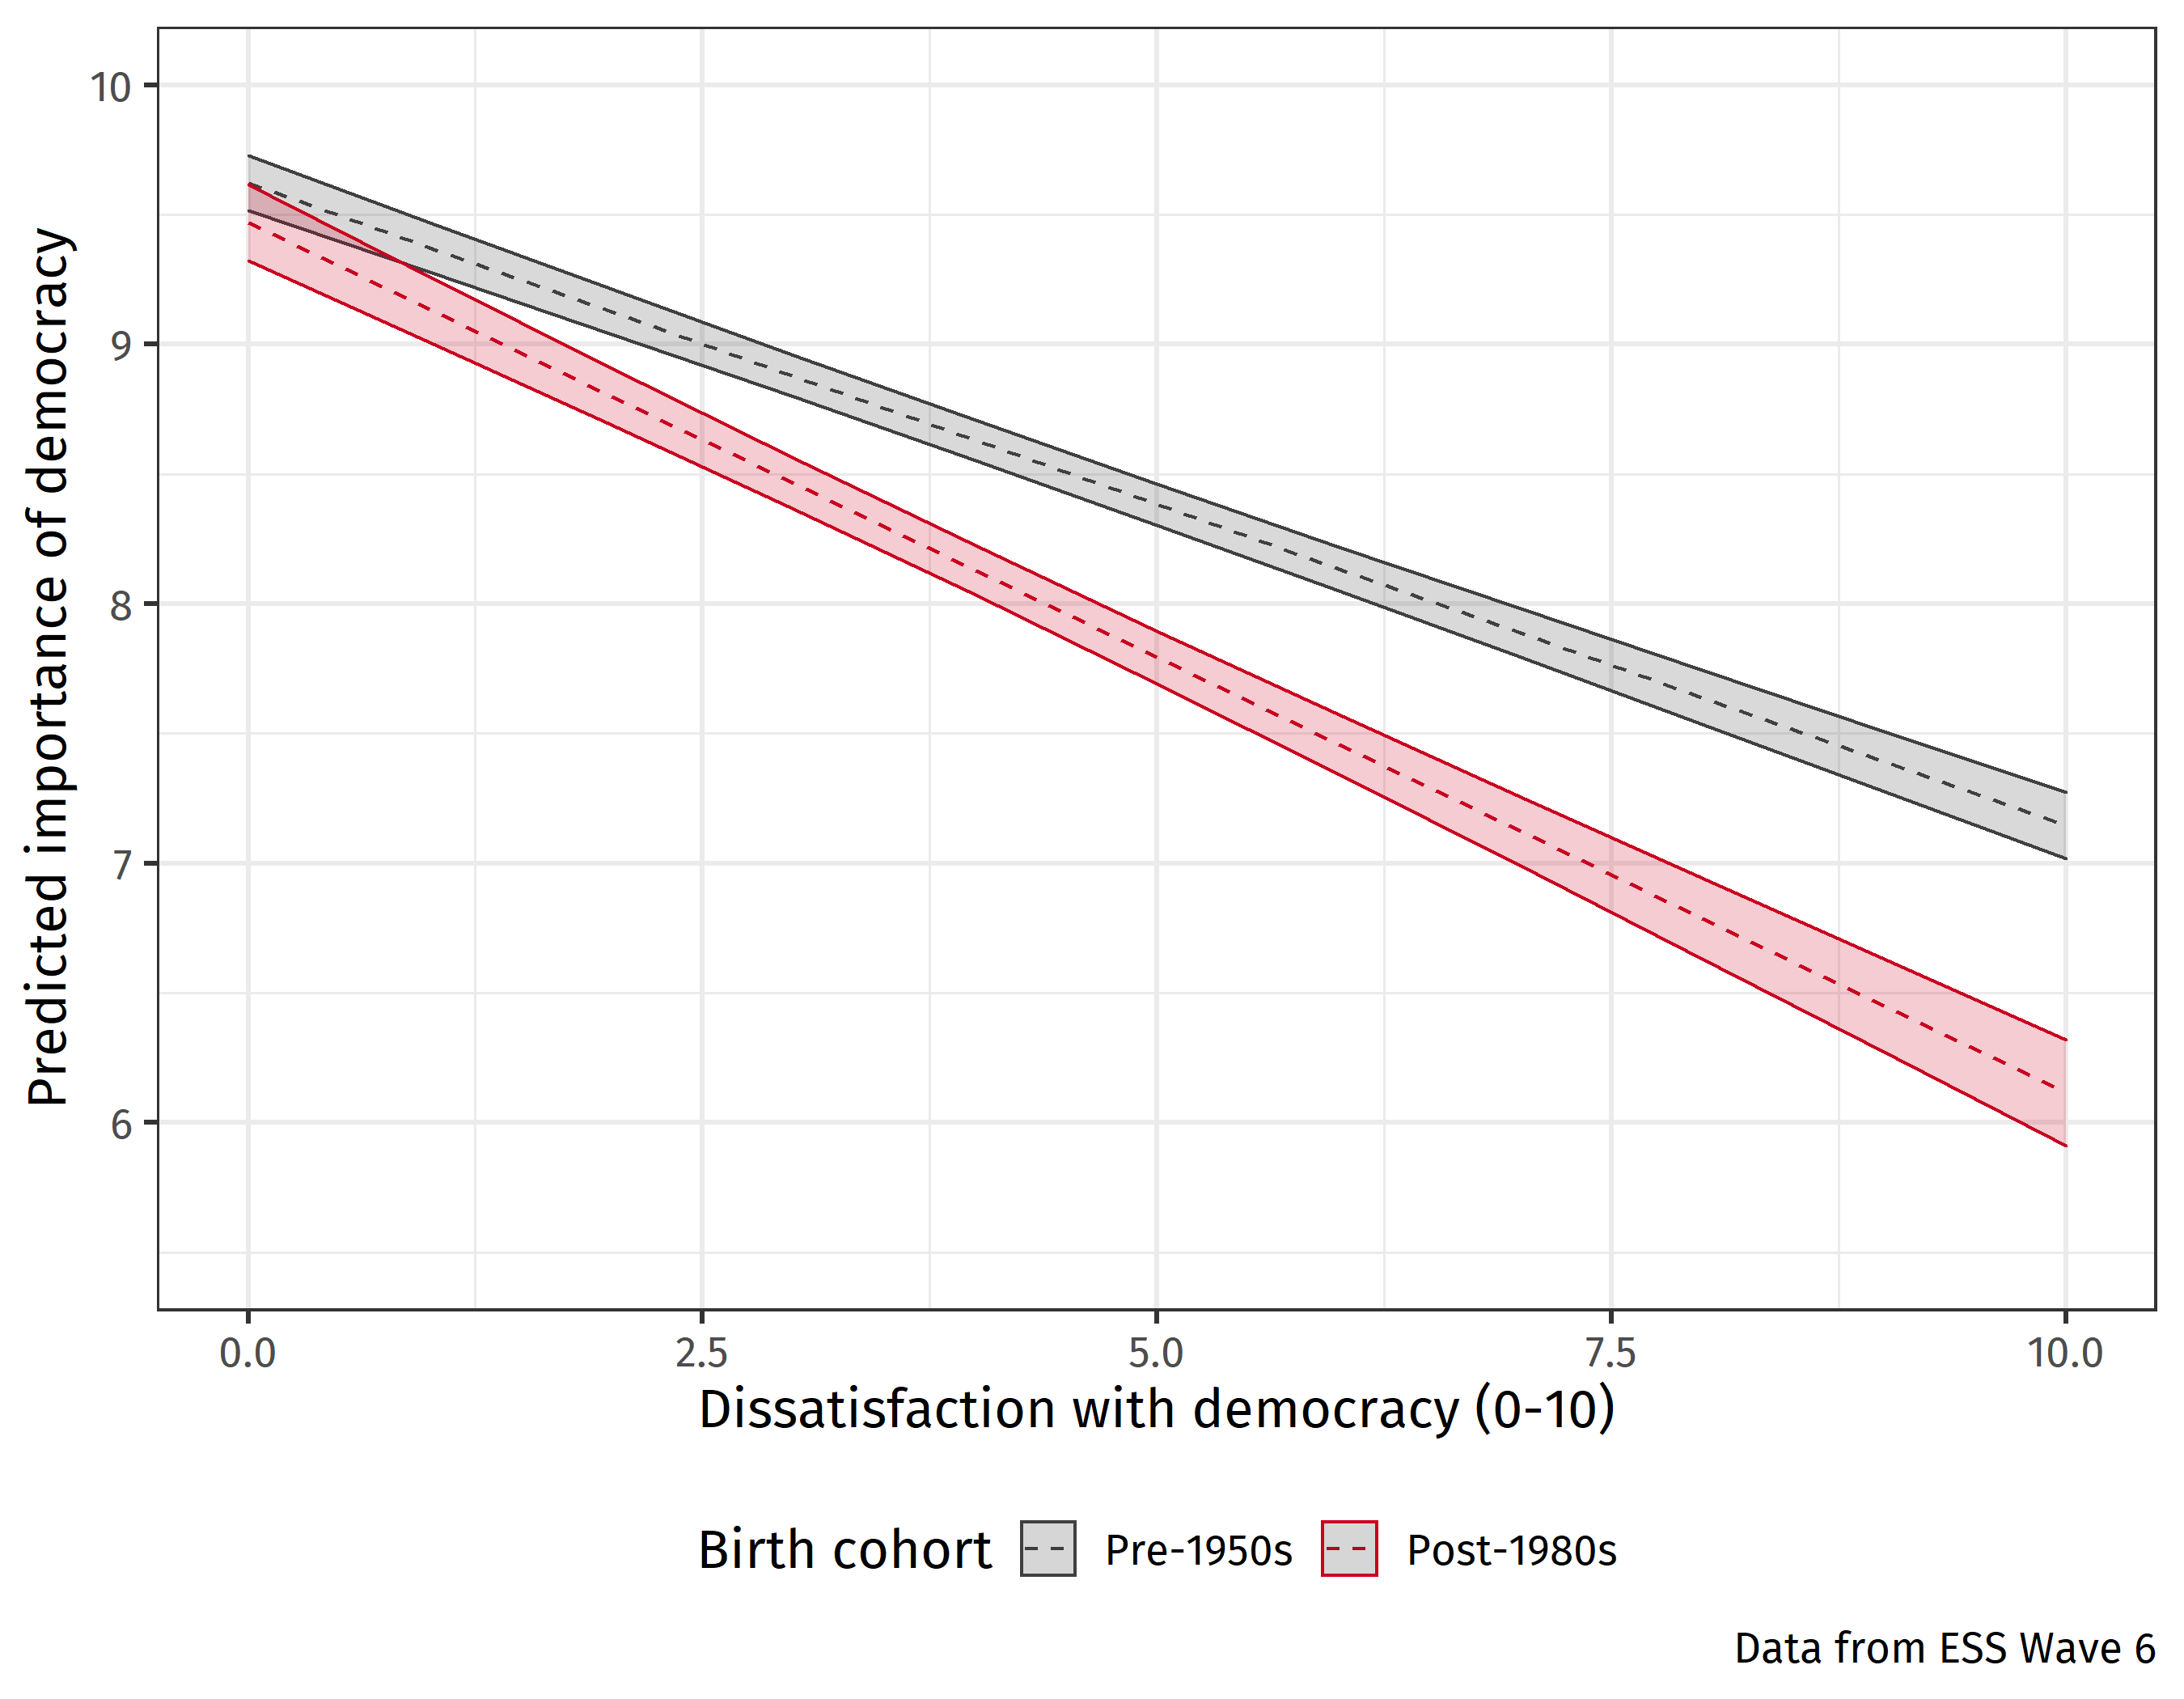 Predicted importance of democracy
10
9
8
7
6
0.0 2.5 5.0 7.5 10.0
Dissatisfaction with democracy (0-10)
Birth cohort Pre-1950s Post-1980s
Data from ESS Wave 6